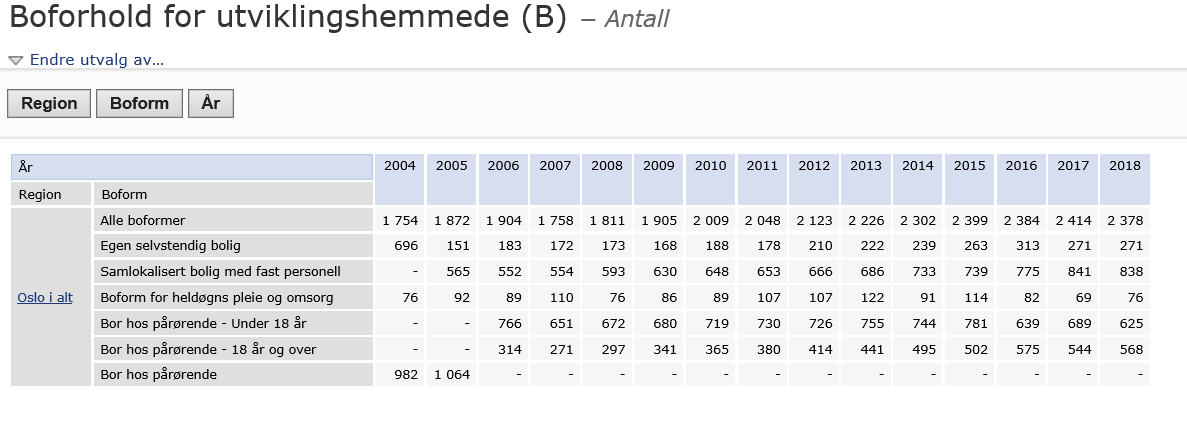 Boforhold for utviklingshemmede (B) – Antall
Endre utvalg av...
Region Boform År
År 2004 2005 2006 2007 2008 2009 2010 2011 2012 2013 2014 2015 2016 2017 2018
Region Boform
Alle boformer 1 754 1 872 1 904 1 758 1 811 1 905 2 009 2 048 2 123 2 226 2 302 2 399 2 384 2 414 2 378
Egen selvstendig bolig 696 151 183 172 173 168 188 178 210 222 239 263 313 271 271
Samlokalisert bolig med fast personell - 565 552 554 593 630 648 653 666 686 733 739 775 841 838
Oslo i alt Boform for heldøgns pleie og omsorg 76 92 89 110 76 86 89 107 107 122 91 114 82 69 76
Bor hos pårørende - Under 18 år - - 766 651 672 680 719 730 726 755 744 781 639 689 625
Bor hos pårørende - 18 år og over - - 314 271 297 341 365 380 414 441 495 502 575 544 568
Bor hos pårørende 982 1 064 - - - - - - - - - - - - -